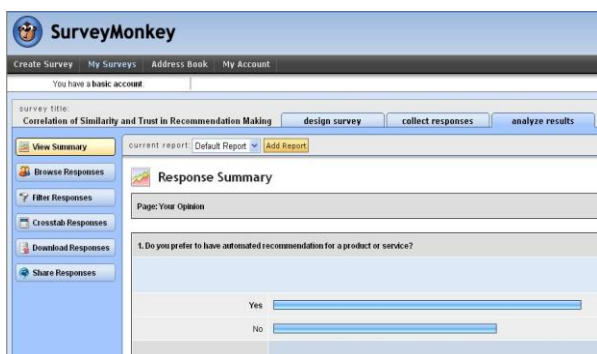 SurveyMonkey
Create Survey My Surveys Address Book My Account
You have a basic account
survey title:
Correlation of Similarity and Trust in Recommendation Making design survey collect responses analyze results
View Summary current report: Default Report Add Report
Browse Responses
Response Summary
Filter Responses
Page: Your Opinion
Crosstab Responses
Download Responses 1. Do you prefer to have automated recommendation for a product or service?
Share Responses
Yes
No